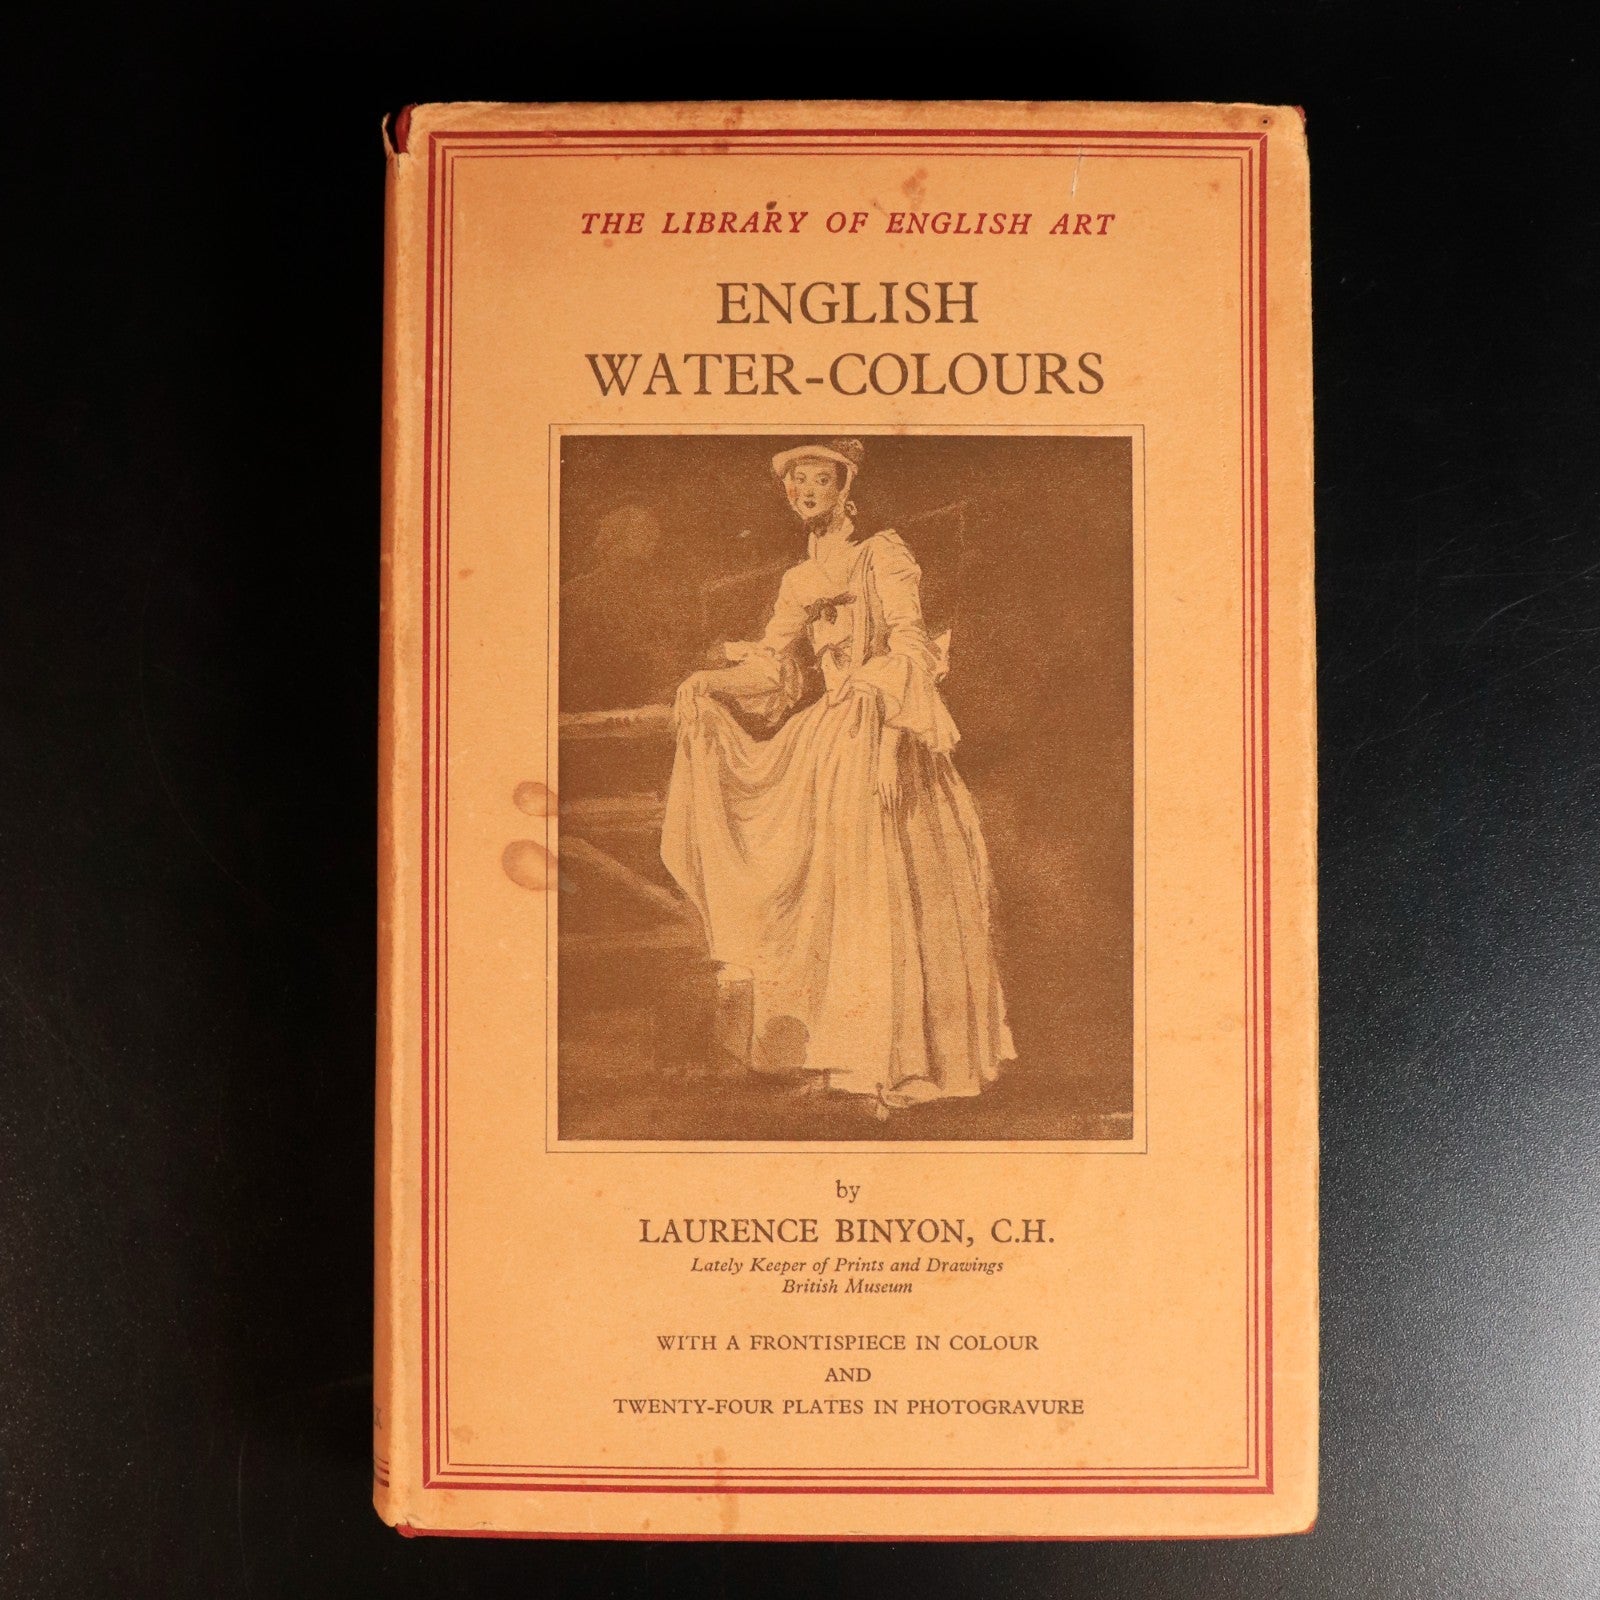 THE LIBRARY OF ENGLISH ART
ENGLISH
WATER-COLOURS
by
LAURENCE BINYON, C.H.
Lately Keeper of Prints and Drawings
British Museum
WITH A FRONTISPIECE IN COLOUR
AND
TWENTY-FOUR PLATES IN PHOTOGRAVURE